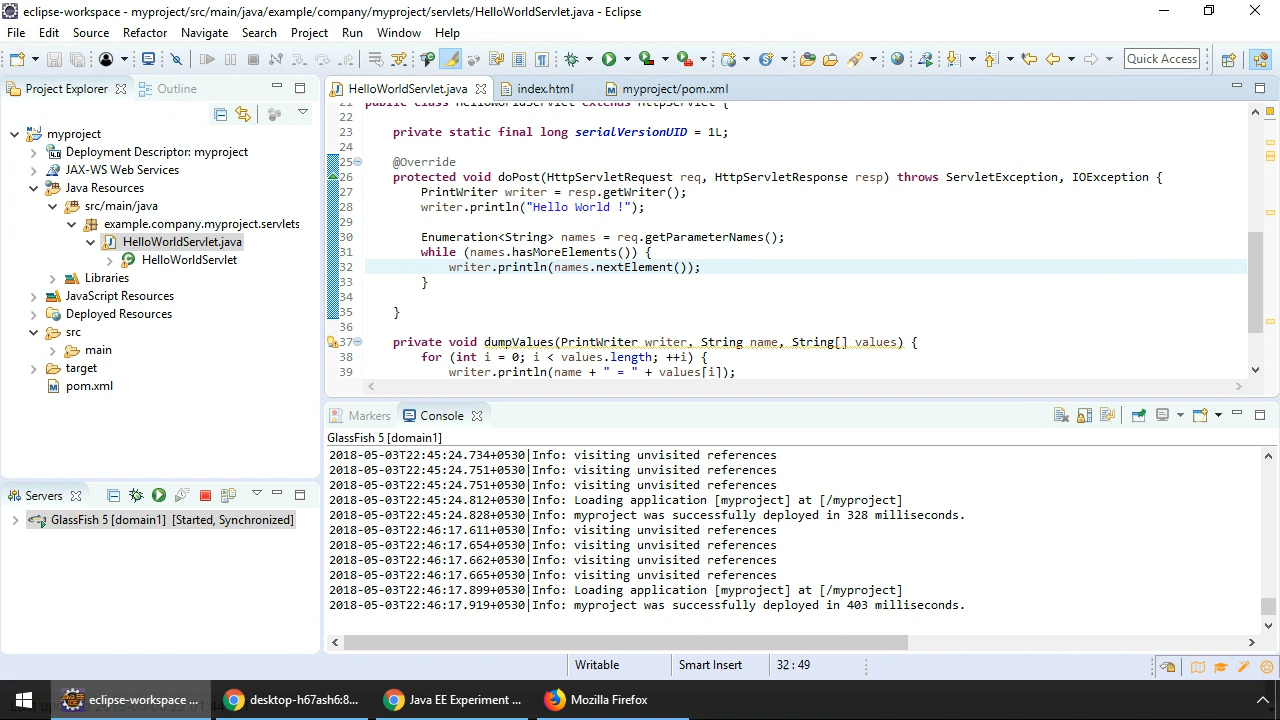 eclipse-workspace - myproject/src/main/java/example/company/myproject/servlets/HelloWorldServlet.java - Eclipse
File Edit Source Refactor Navigate Search Project Run Window Help
Quick Access
Project Explorer Outline
myproject
Deployment Descriptor: myproject
JAX-WS Web Services
Java Resources
src/main/java
example.company.myproject.servlets
HelloWorldServlet.java
HelloWorldServlet
Libraries
JavaScript Resources
Deployed Resources
src
main
target
pom.xml
HelloWorldServlet.java index.html myproject/pom.xml
21 public class HelloWorldServlet extends HttpServlet {
22
23 private static final long serialVersionUID = 1L;
24
25 @Override
26 protected void doPost(HttpServletRequest req, HttpServletResponse resp) throws ServletException, IOException {
27 PrintWriter writer = resp.getWriter();
28 writer.println("Hello World !");
29
30 Enumeration<String> names = req.getParameterNames();
31 while (names.hasMoreElements()) {
32 writer.println(names.nextElement());
33 }
34
35 }
36
37 private void dumpValues(PrintWriter writer, String name, String[] values) {
38 for (int i = 0; i < values.length; ++i) {
39 writer.println(name + " = " + values[i]);
Markers Console
GlassFish 5 [domain1]
2018-05-03T22:45:24.734+0530|Info: visiting unvisited references
2018-05-03T22:45:24.751+0530|Info: visiting unvisited references
2018-05-03T22:45:24.751+0530|Info: visiting unvisited references
2018-05-03T22:45:24.812+0530|Info: Loading application [myproject] at [/myproject]
2018-05-03T22:45:24.828+0530|Info: myproject was successfully deployed in 328 milliseconds.
2018-05-03T22:46:17.611+0530|Info: visiting unvisited references
2018-05-03T22:46:17.654+0530|Info: visiting unvisited references
2018-05-03T22:46:17.662+0530|Info: visiting unvisited references
2018-05-03T22:46:17.665+0530|Info: visiting unvisited references
2018-05-03T22:46:17.899+0530|Info: Loading application [myproject] at [/myproject]
2018-05-03T22:46:17.919+0530|Info: myproject was successfully deployed in 403 milliseconds.
Servers
GlassFish 5 [domain1] [Started, Synchronized]
Writable Smart Insert 32 : 49
eclipse-workspace ... desktop-h67ash6:8... Java EE Experiment ... Mozilla Firefox